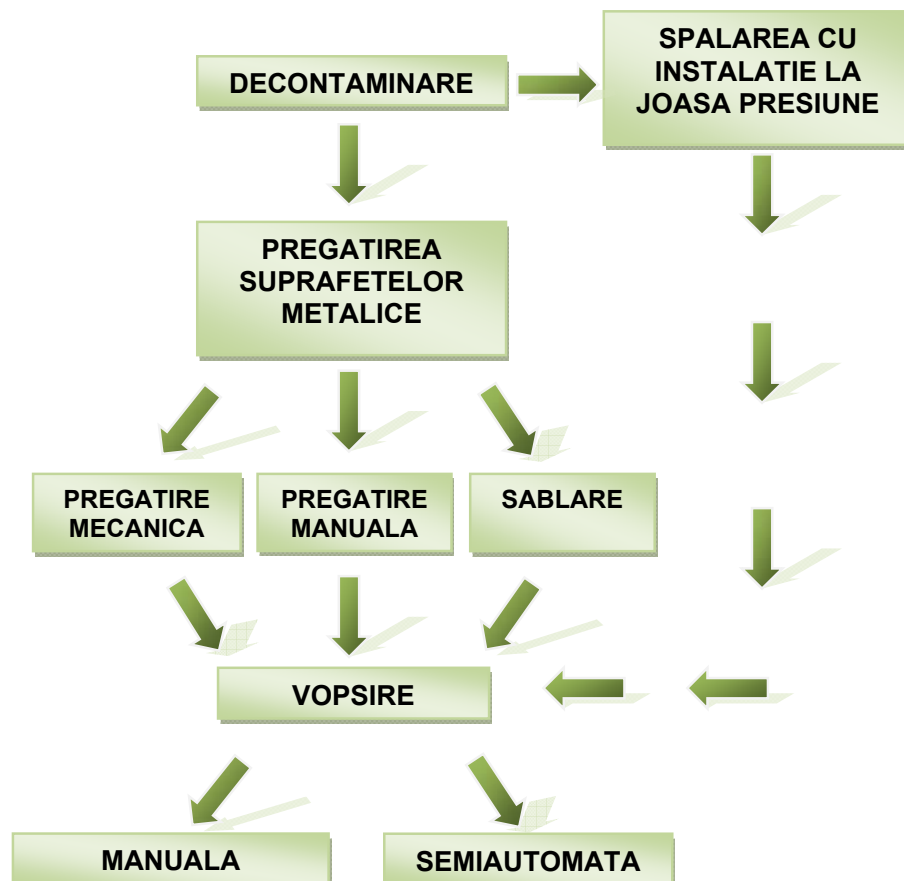 DECONTAMINARE
SPALAREA CU
INSTALATIE LA
JOASA PRESIUNE
PREGATIREA
SUPRAFETELOR
METALICE
PREGATIRE
MECANICA
PREGATIRE
MANUALA
SABLARE
VOPSIRE
MANUALA
SEMIAUTOMATA